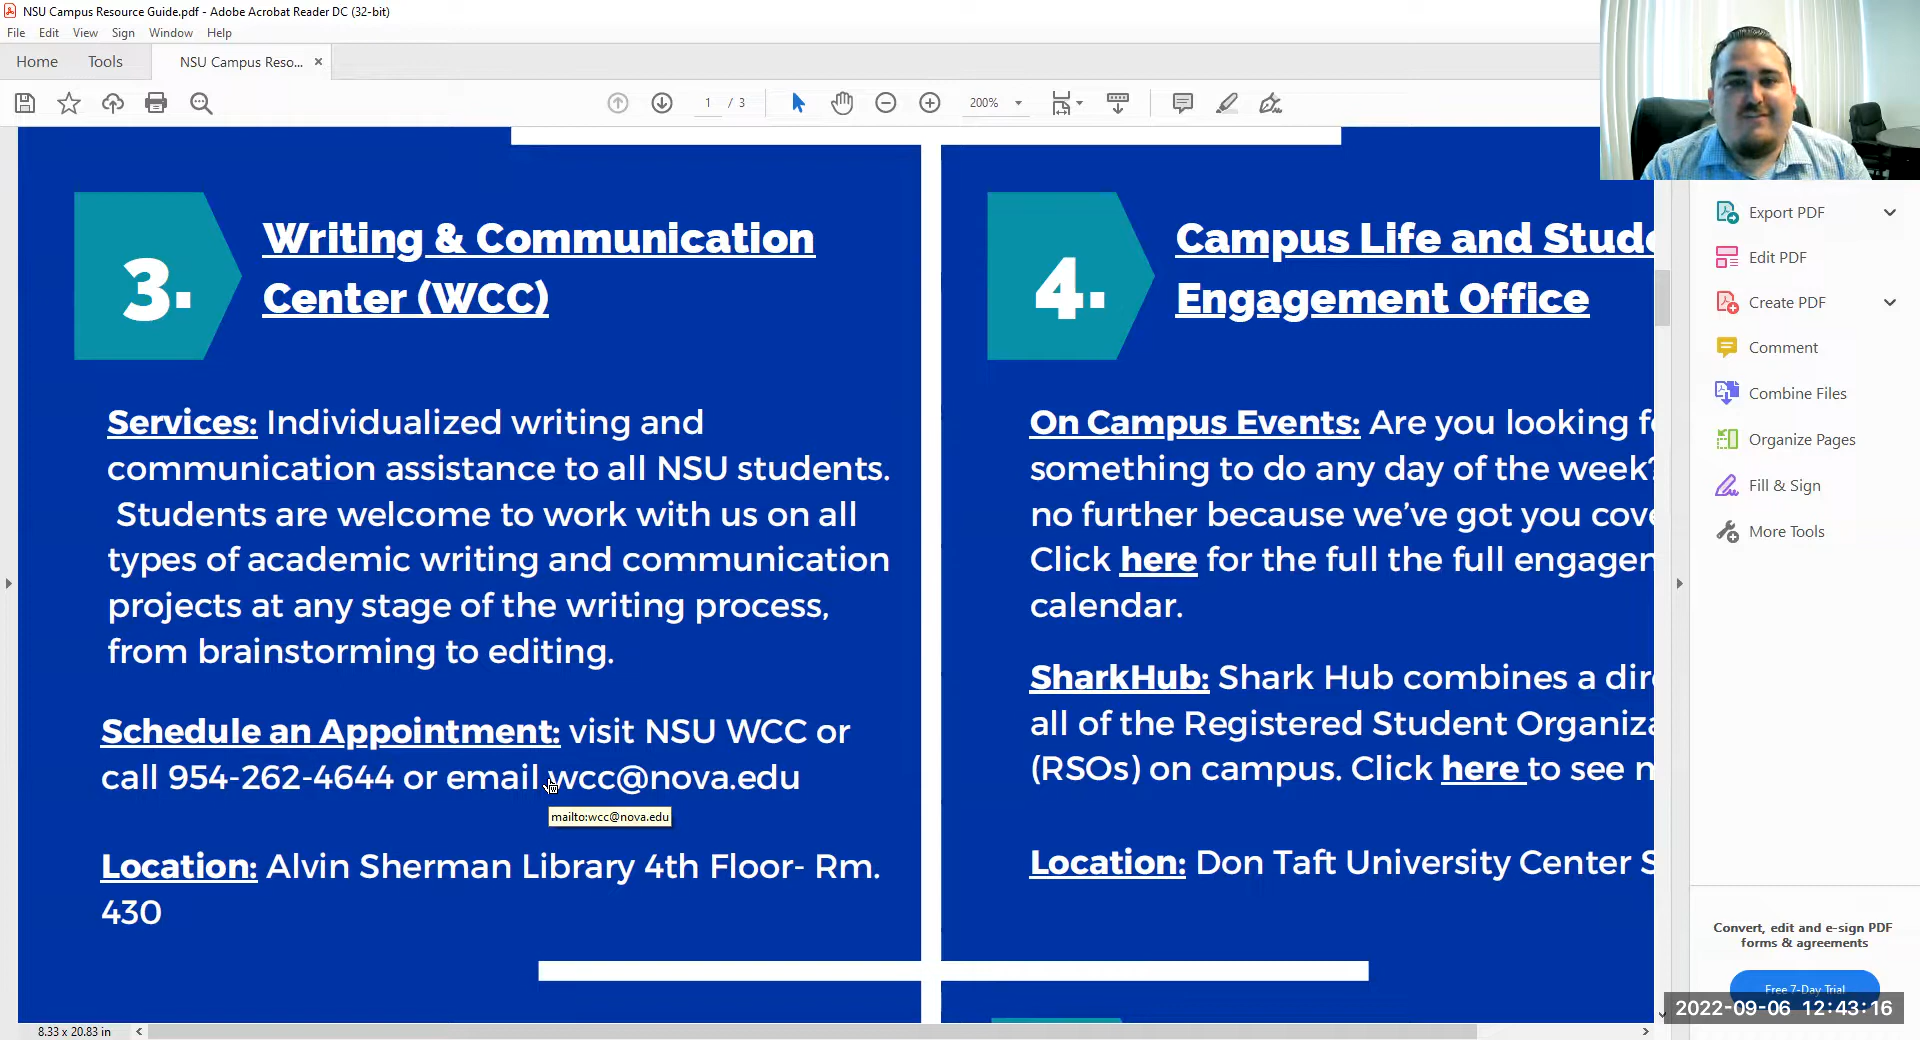 NSU Campus Resource Guide.pdf - Adobe Acrobat Reader DC (32-bit)
File Edit View Sign Window Help
Home Tools NSU Campus Reso... ×
1 / 3 200%
3.
Writing & Communication
Center (WCC)
Services: Individualized writing and
communication assistance to all NSU students.
Students are welcome to work with us on all
types of academic writing and communication
projects at any stage of the writing process,
from brainstorming to editing.
Schedule an Appointment: visit NSU WCC or
call 954-262-4644 or email wcc@nova.edu
mailto:wcc@nova.edu
Location: Alvin Sherman Library 4th Floor- Rm.
430
4.
Campus Life and Stude
Engagement Office
On Campus Events: Are you looking f
something to do any day of the week?
no further because we've got you cov
Click here for the full the full engagen
calendar.
SharkHub: Shark Hub combines a dir
all of the Registered Student Organiza
(RSOs) on campus. Click here to see m
Location: Don Taft University Center S
Export PDF
Edit PDF
Create PDF
Comment
Combine Files
Organize Pages
Fill & Sign
More Tools
Convert, edit and e-sign PDF
forms & agreements
Free 7-Day Trial
2022-09-06 12:43:16
8.33 x 20.83 in